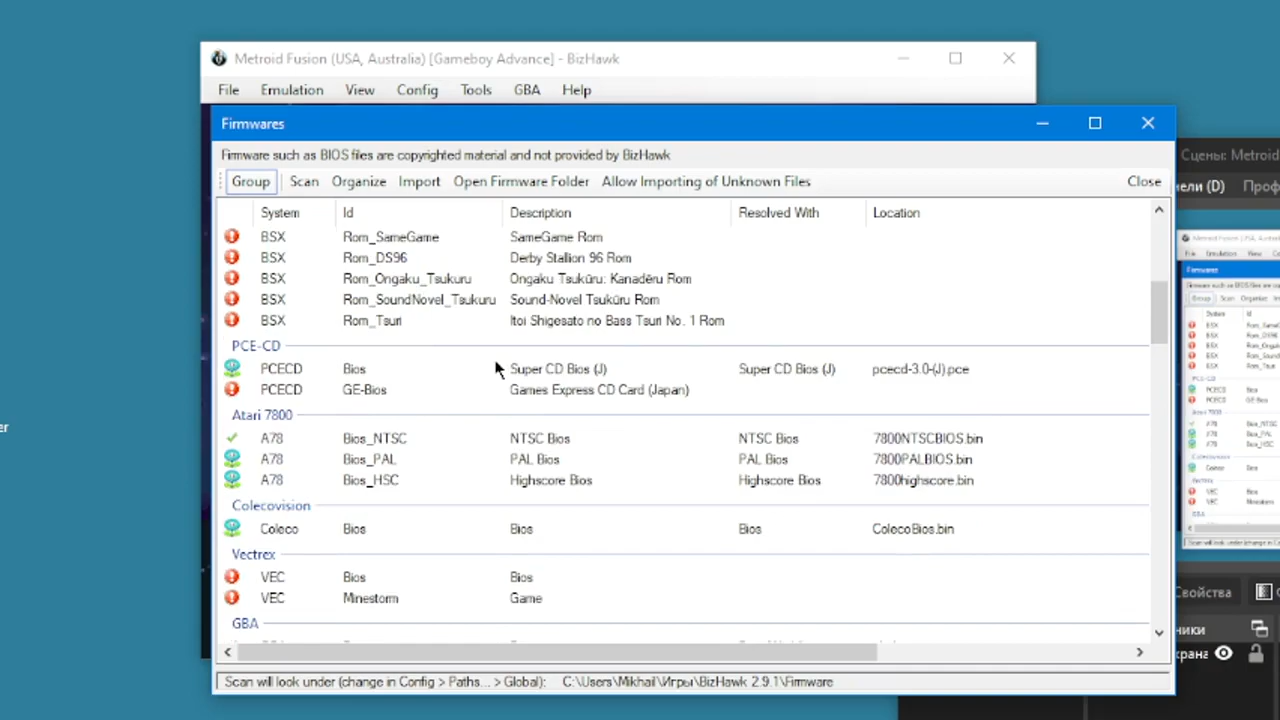 Metroid Fusion (USA, Australia) [Gameboy Advance] - BizHawk
File Emulation View Config Tools GBA Help
Firmwares
Firmware such as BIOS files are copyrighted material and not provided by BizHawk
Group Scan Organize Import Open Firmware Folder Allow Importing of Unknown Files Close
System Id Description Resolved With Location
BSX Rom_SameGame SameGame Rom
BSX Rom_DS96 Derby Stallion 96 Rom
BSX Rom_Ongaku_Tsukuru Ongaku Tsukūru: Kanadēru Rom
BSX Rom_SoundNovel_Tsukuru Sound-Novel Tsukūru Rom
BSX Rom_Tsuri Itoi Shigesato no Bass Tsuri No. 1 Rom
PCE-CD
PCECD Bios Super CD Bios (J) Super CD Bios (J) pcecd-3.0-(J).pce
PCECD GE-Bios Games Express CD Card (Japan)
Atari 7800
A78 Bios_NTSC NTSC Bios NTSC Bios 7800NTSCBIOS.bin
A78 Bios_PAL PAL Bios PAL Bios 7800PALBIOS.bin
A78 Bios_HSC Highscore Bios Highscore Bios 7800highscore.bin
Colecovision
Coleco Bios Bios Bios ColecoBios.bin
Vectrex
VEC Bios Bios
VEC Minestorm Game
GBA
Scan will look under (change in Config > Paths... > Global): C:\Users\Mikhail\Игры\BizHawk 2.9.1\Firmware
Сцены: Metroid
нели (D) Проф
Свойства
ники
крана
er